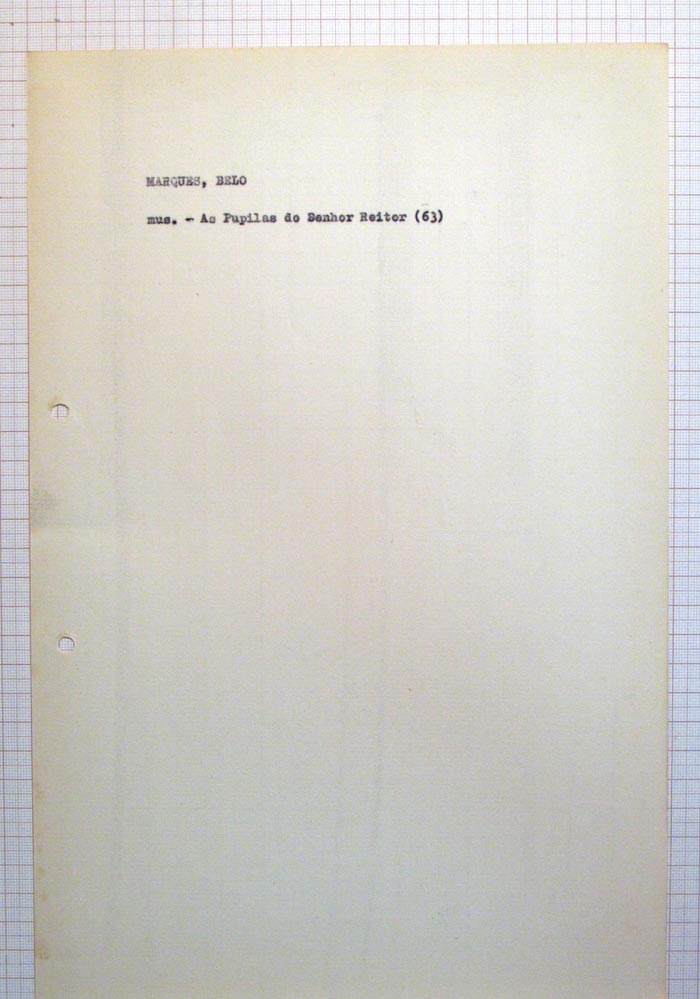 MARQUES, BELO
mus. - As Pupilas do Senhor Reitor (63)